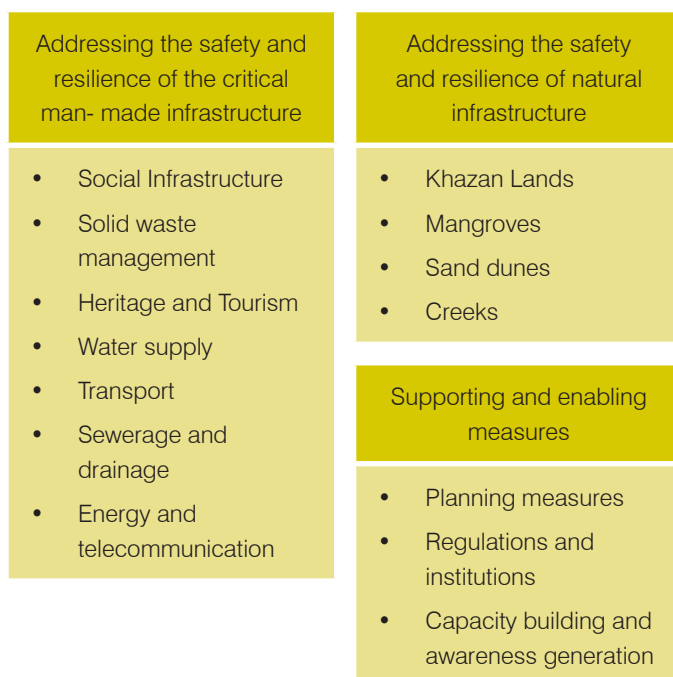 Addressing the safety and
resilience of the critical
man- made infrastructure
• Social Infrastructure
• Solid waste
management
• Heritage and Tourism
• Water supply
• Transport
• Sewerage and
drainage
• Energy and
telecommunication
Addressing the safety
and resilience of natural
infrastructure
• Khazan Lands
• Mangroves
• Sand dunes
• Creeks
Supporting and enabling
measures
• Planning measures
• Regulations and
institutions
• Capacity building and
awareness generation